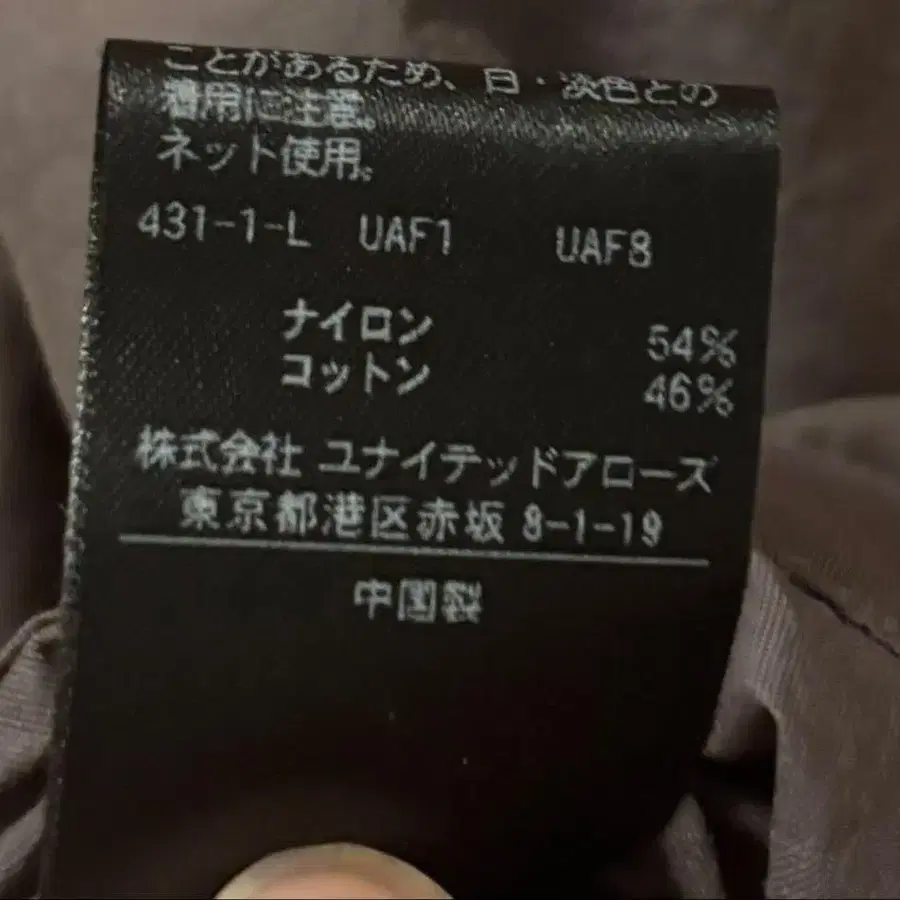 ことがあるため、白・淡色との
着用に注意。
ネット使用。
431-1-L UAF1 UAF8
ナイロン 54%
コットン 46%
株式会社 ユナイテッドアローズ
東京都港区赤坂 8-1-19
中国製